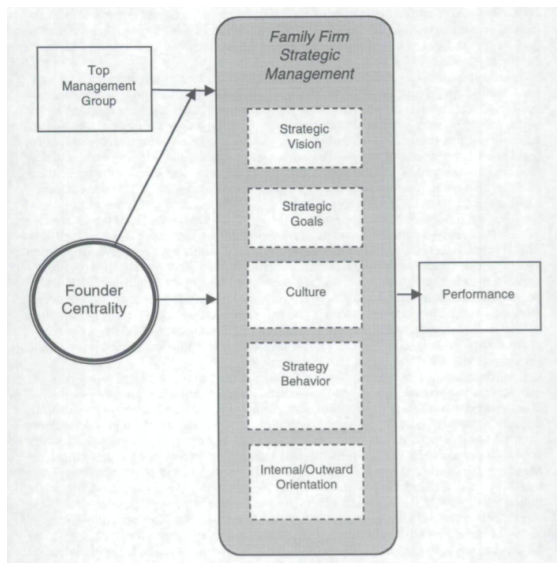 Family Firm
Strategic
Management
Top
Management
Group
Strategic
Vision
Strategic
Goals
Founder
Centrality
Culture
Performance
Strategy
Behavior
Internal/Outward
Orientation